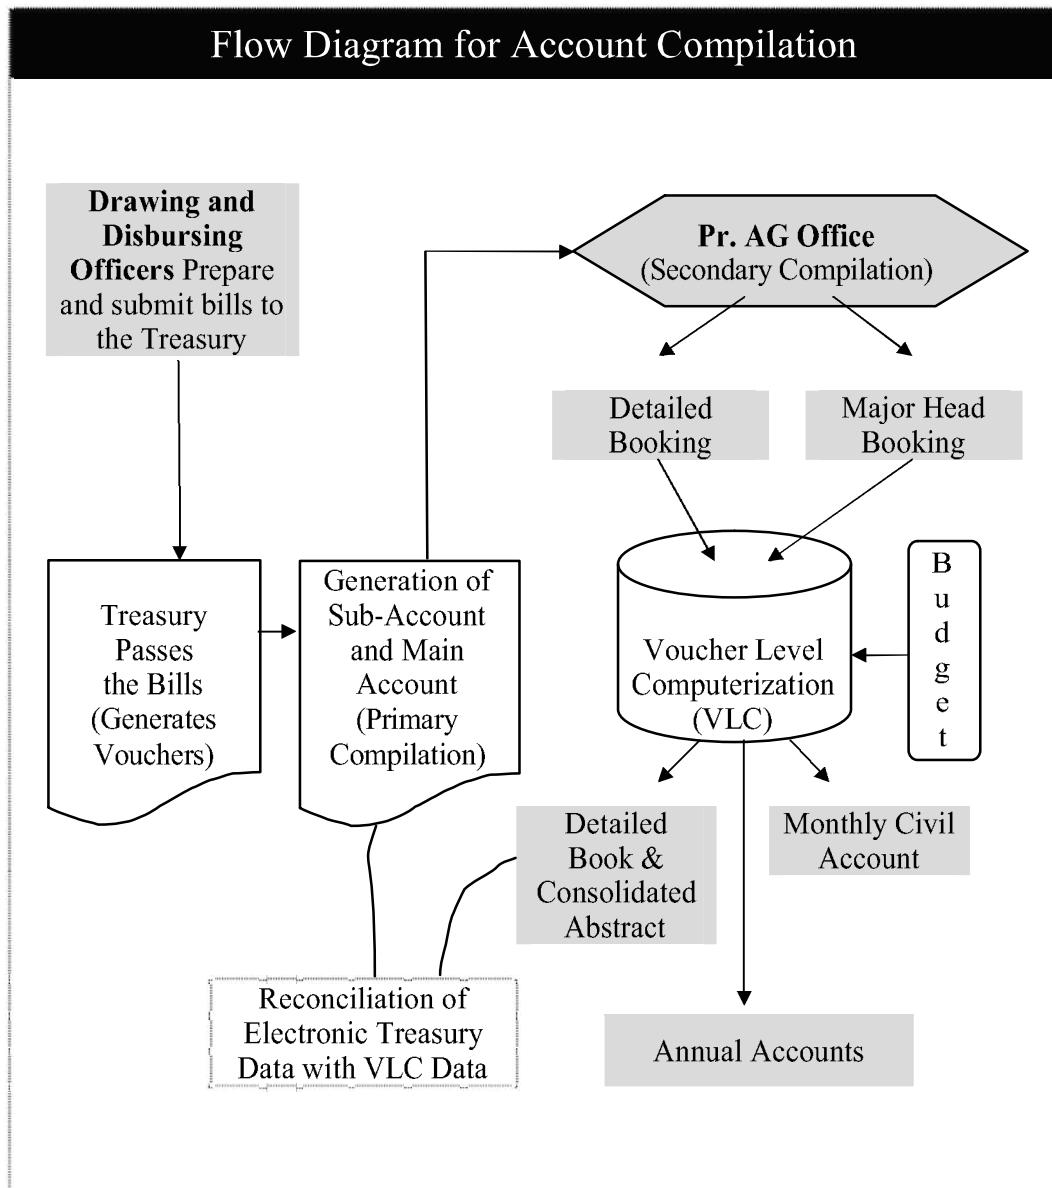 Flow Diagram for Account Compilation
Drawing and
Disbursing
Officers Prepare
and submit bills to
the Treasury
Pr. AG Office
(Secondary Compilation)
Detailed
Booking
Major Head
Booking
Treasury
Passes
the Bills
(Generates
Vouchers)
Generation of
Sub-Account
and Main
Account
(Primary
Compilation)
Voucher Level
Computerization
(VLC)
B
u
d
g
e
t
Detailed
Book &
Consolidated
Abstract
Monthly Civil
Account
Reconciliation of
Electronic Treasury
Data with VLC Data
Annual Accounts